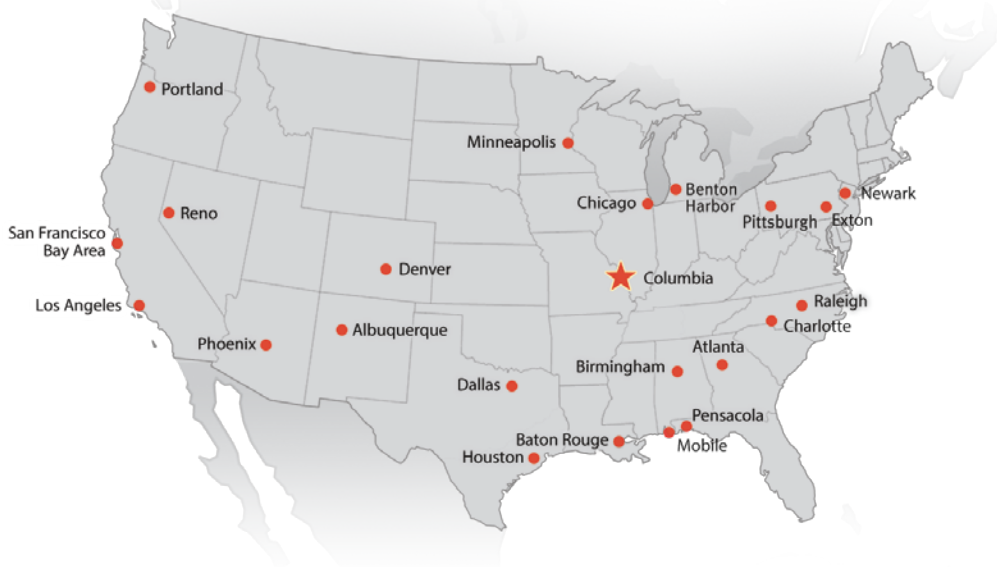 Portland
Minneapolis
Benton
Harbor
Newark
Chicago
Reno
Pittsburgh
Exton
San Francisco
Bay Area
Denver
Columbia
Los Angeles
Raleigh
Albuquerque
Charlotte
Phoenix
Atlanta
Birmingham
Dallas
Pensacola
Baton Rouge
Mobile
Houston